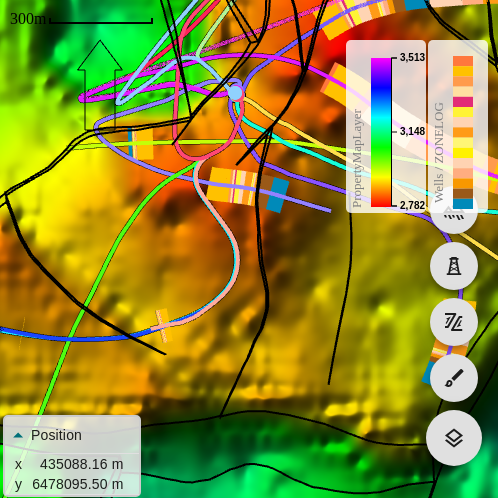 300m
PropertyMapLayer
3,513
3,148
2,782
Wells / ZONELOG
Position
x 435088.16 m
y 6478095.50 m